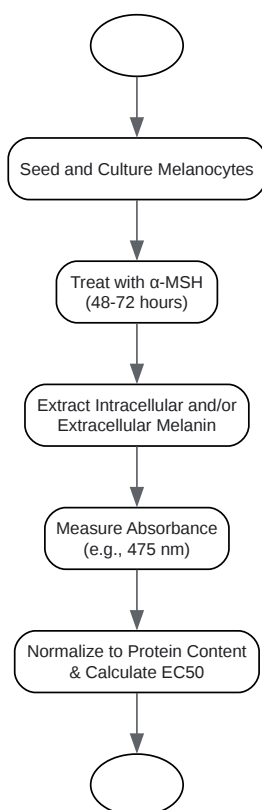 Seed and Culture Melanocytes
Treat with α-MSH
(48-72 hours)
Extract Intracellular and/or
Extracellular Melanin
Measure Absorbance
(e.g., 475 nm)
Normalize to Protein Content
& Calculate EC50